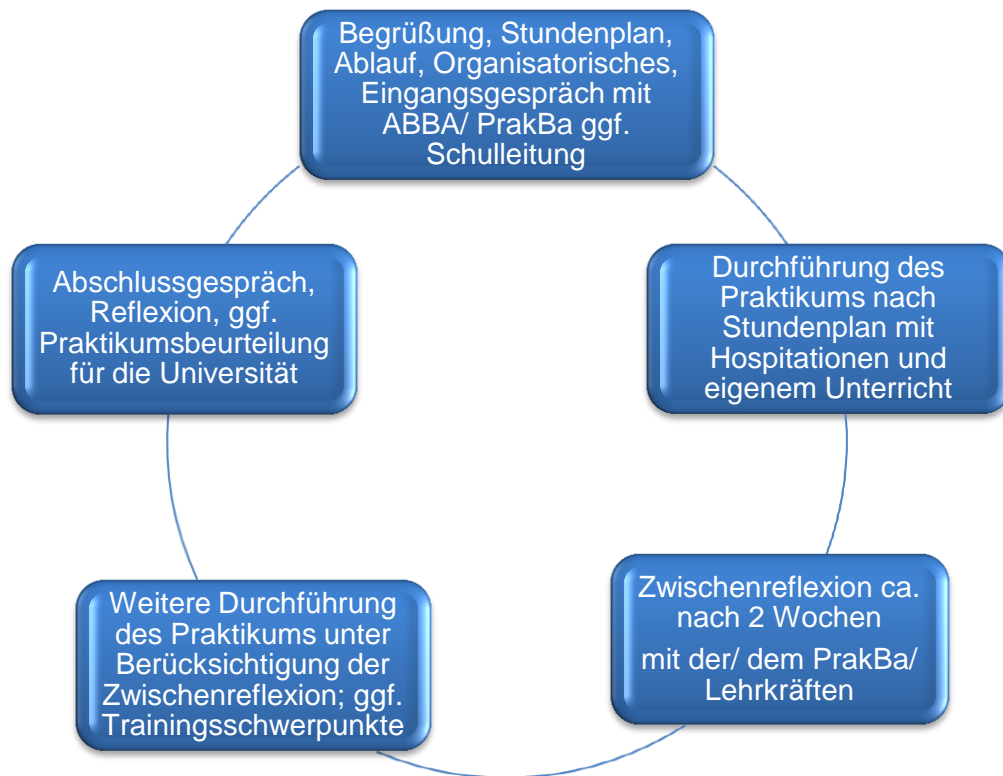 Begrüßung, Stundenplan,
Ablauf, Organisatorisches,
Eingangsgespräch mit
ABBA/ PrakBa ggf.
Schulleitung
Durchführung des
Praktikums nach
Stundenplan mit
Hospitationen und
eigenem Unterricht
Zwischenreflexion ca.
nach 2 Wochen
mit der/ dem PrakBa/
Lehrkräften
Weitere Durchführung
des Praktikums unter
Berücksichtigung der
Zwischenreflexion; ggf.
Trainingsschwerpunkte
Abschlussgespräch,
Reflexion, ggf.
Praktikumsbeurteilung
für die Universität